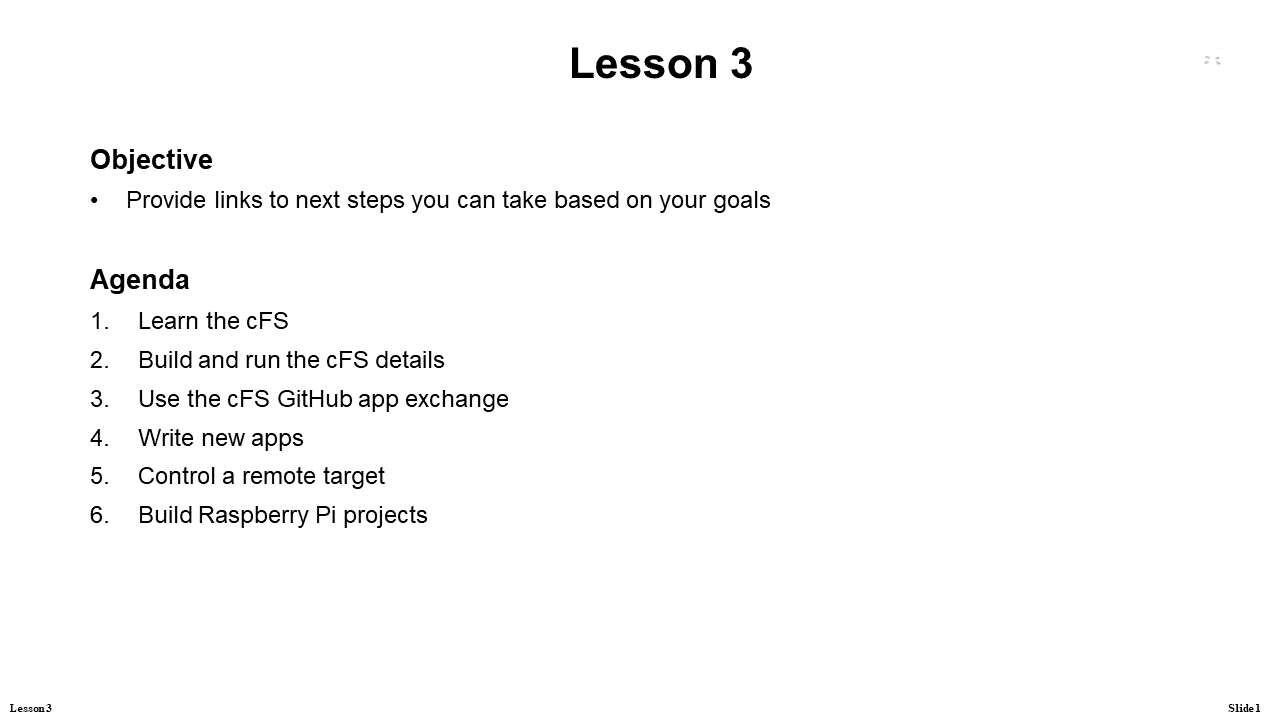 Lesson 3
Objective
• Provide links to next steps you can take based on your goals
Agenda
1. Learn the cFS
2. Build and run the cFS details
3. Use the cFS GitHub app exchange
4. Write new apps
5. Control a remote target
6. Build Raspberry Pi projects
Lesson 3
Slide 1